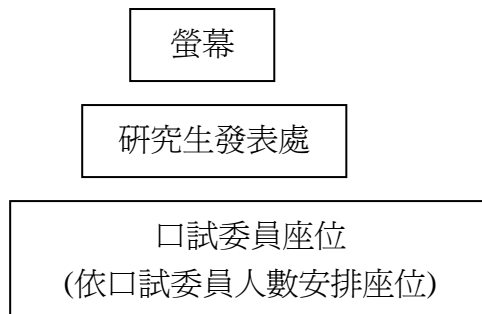 螢幕
研究生發表處
口試委員座位
(依口試委員人數安排座位)